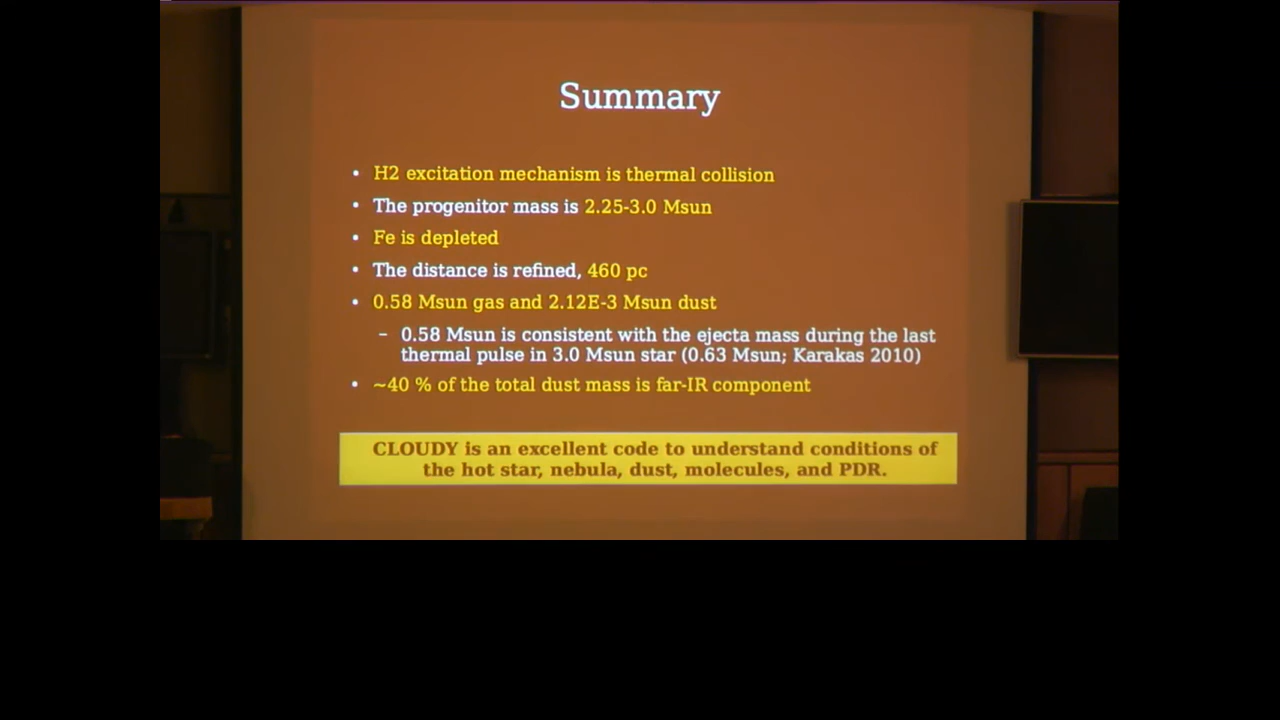 Summary
• H2 excitation mechanism is thermal collision
• The progenitor mass is 2.25-3.0 Msun
• Fe is depleted
• The distance is refined, 460 pc
• 0.58 Msun gas and 2.12E-3 Msun dust
– 0.58 Msun is consistent with the ejecta mass during the last
thermal pulse in 3.0 Msun star (0.63 Msun; Karakas 2010)
• ~40 % of the total dust mass is far-IR component
CLOUDY is an excellent code to understand conditions of
the hot star, nebula, dust, molecules, and PDR.